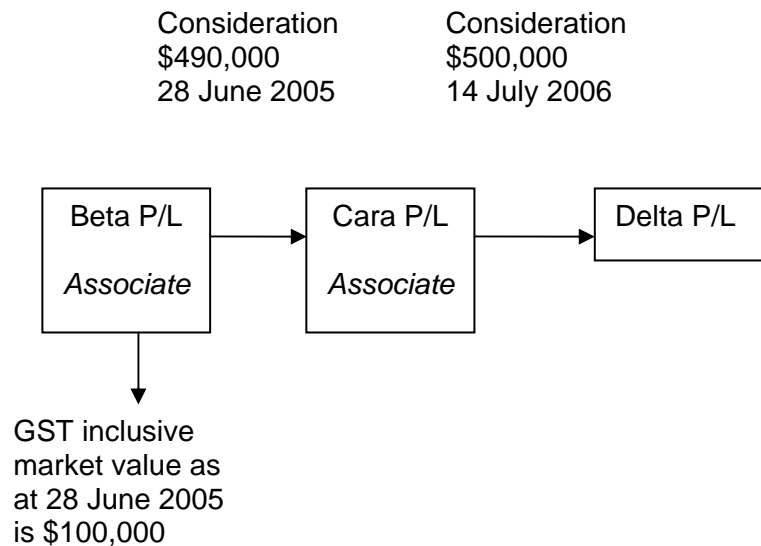 Consideration
$490,000
28 June 2005
Consideration
$500,000
14 July 2006
Beta P/L
Associate
Cara P/L
Associate
Delta P/L
GST inclusive
market value as
at 28 June 2005
is $100,000